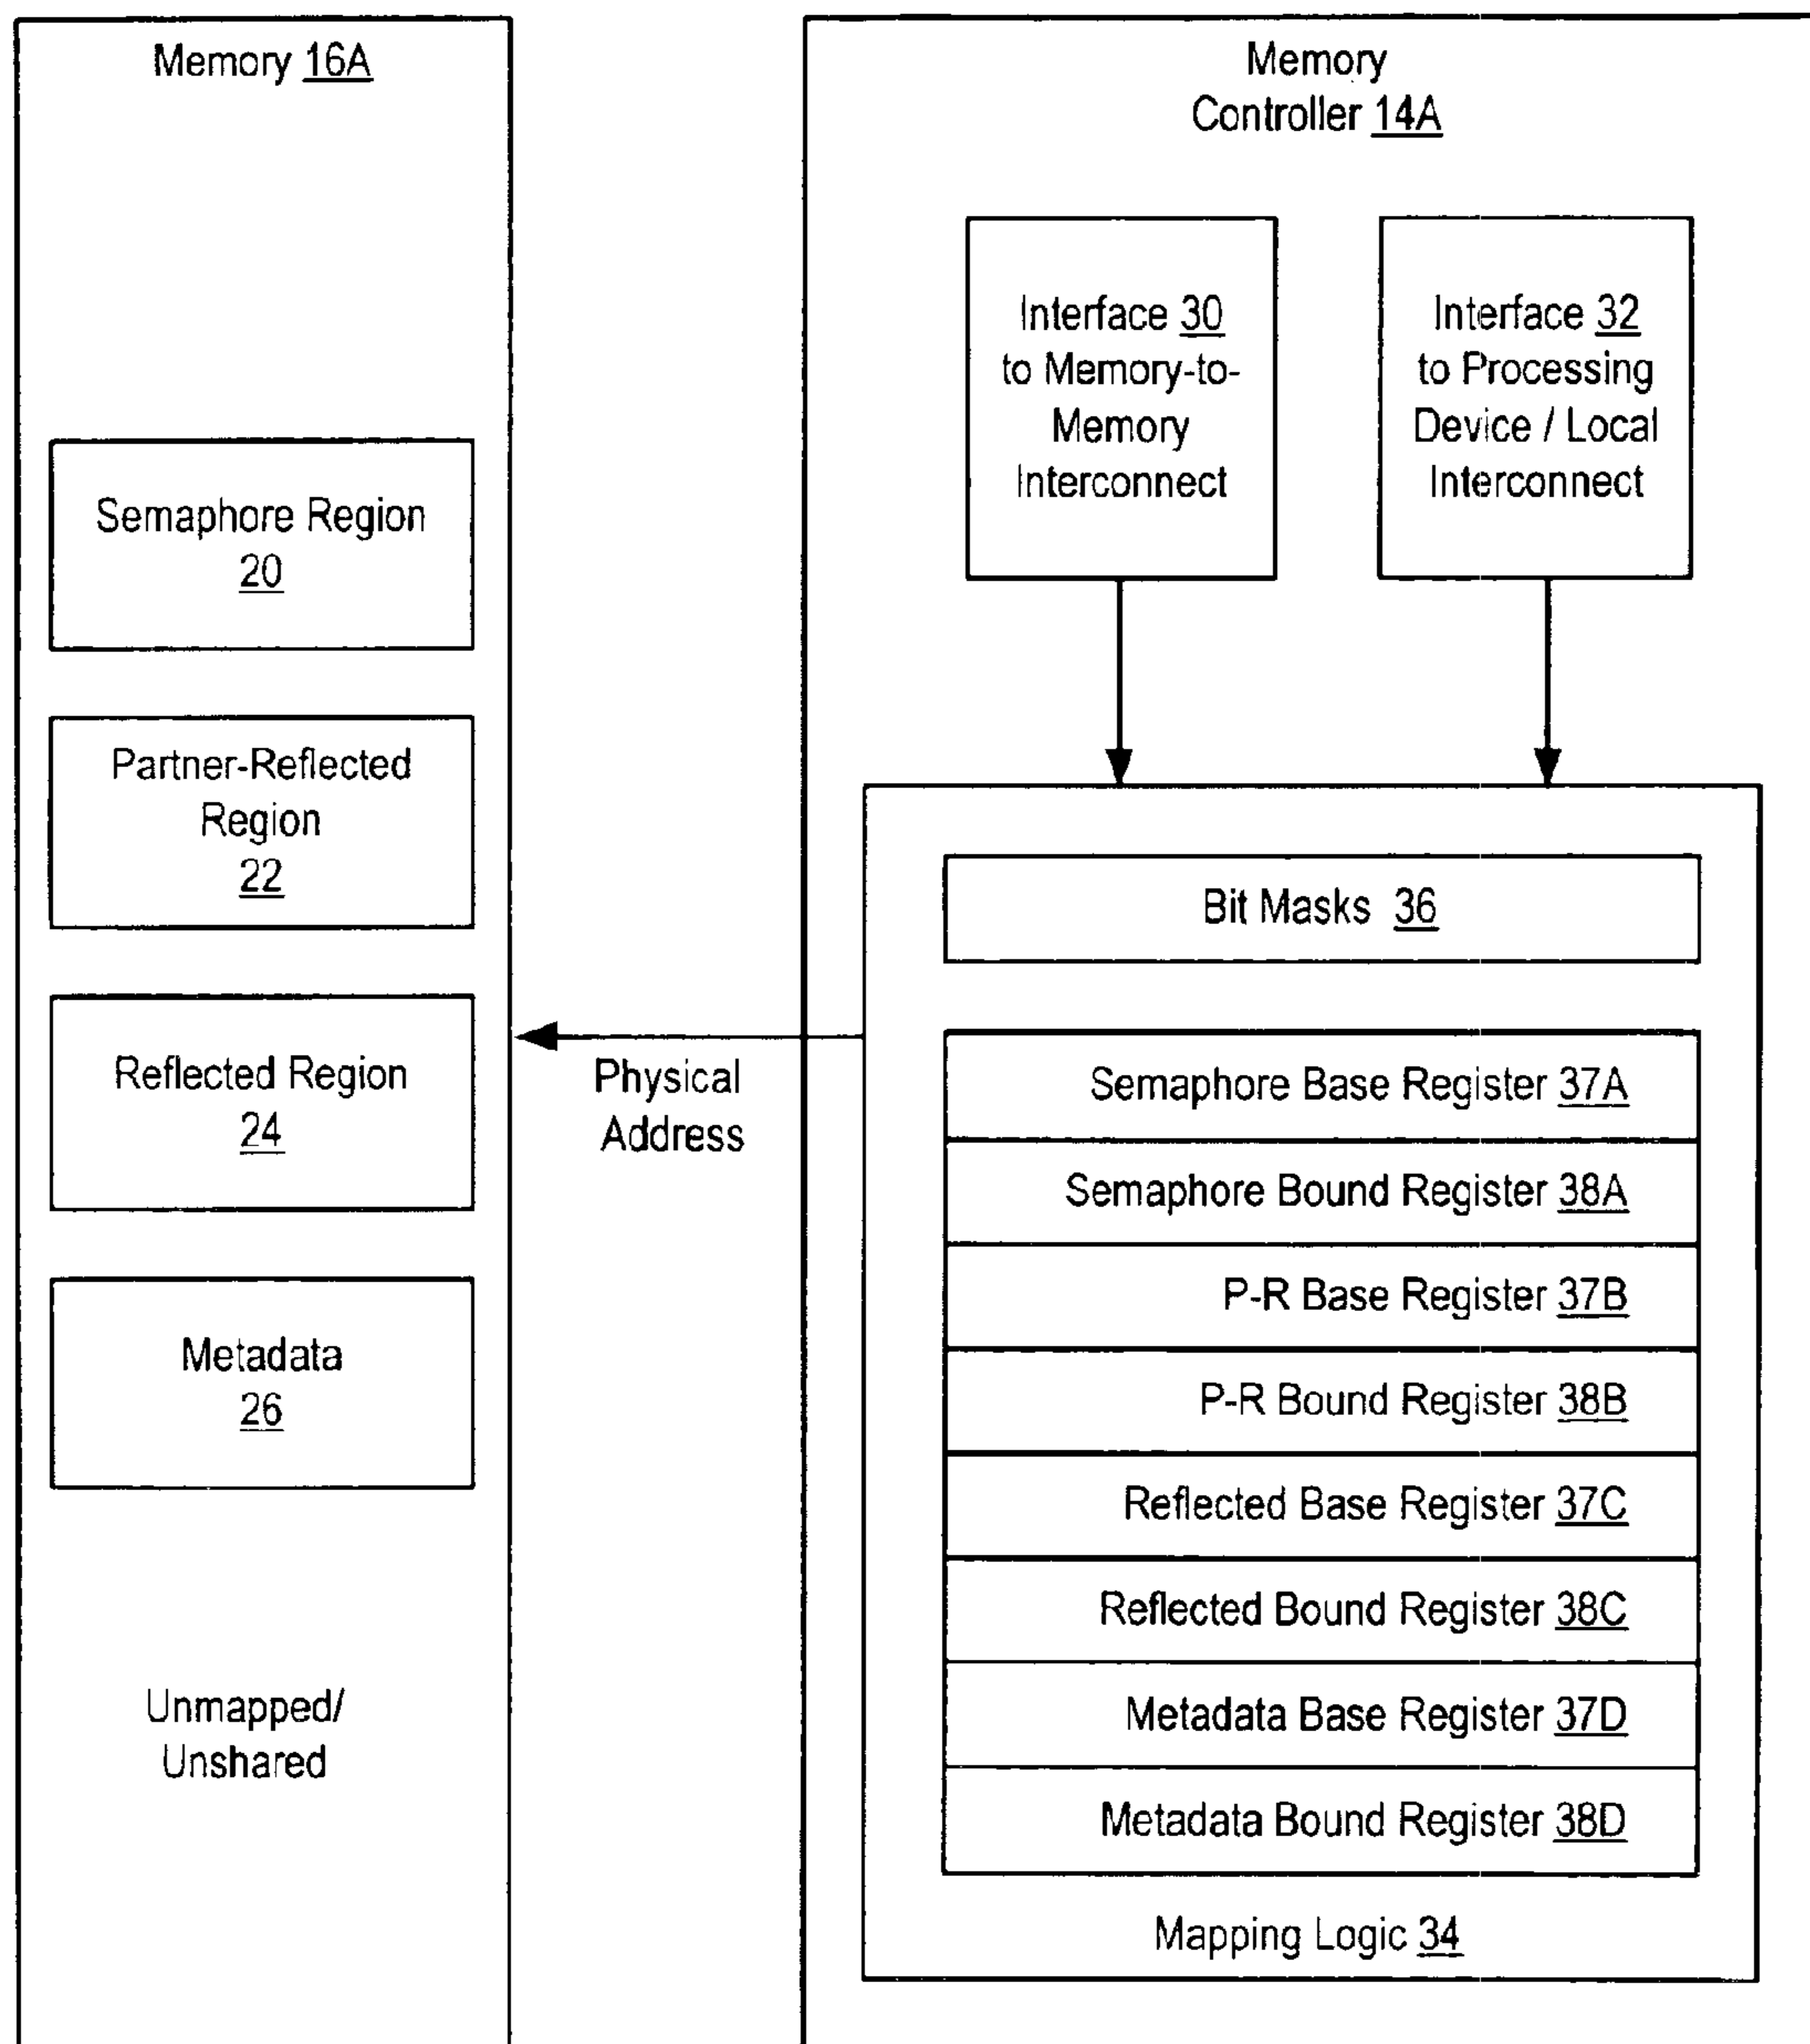 Memory 16A
Semaphore Region
20
Partner-Reflected
Region
22
Reflected Region
24
Metadata
26
Unmapped/
Unshared
Physical
Address
Memory
Controller 14A
Interface 30
to Memory-to-
Memory
Interconnect
Interface 32
to Processing
Device / Local
Interconnect
Bit Masks 36
Semaphore Base Register 37A
Semaphore Bound Register 38A
P-R Base Register 37B
P-R Bound Register 38B
Reflected Base Register 37C
Reflected Bound Register 38C
Metadata Base Register 37D
Metadata Bound Register 38D
Mapping Logic 34